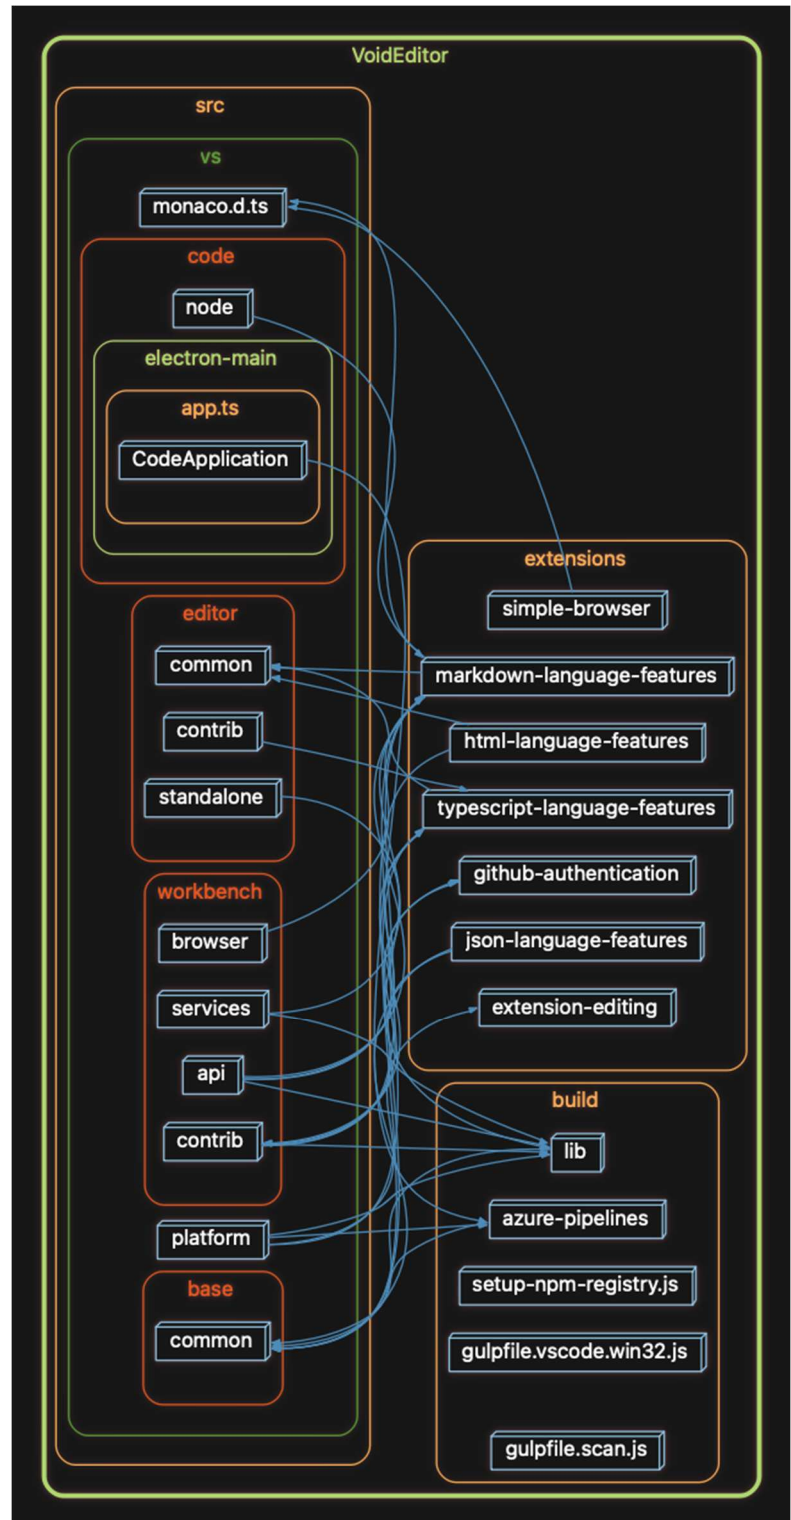 VoidEditor
src
vs
monaco.d.ts
code
node
electron-main
app.ts
CodeApplication
editor
common
contrib
standalone
workbench
browser
services
api
contrib
platform
base
common
extensions
simple-browser
markdown-language-features
html-language-features
typescript-language-features
github-authentication
json-language-features
extension-editing
build
lib
azure-pipelines
setup-npm-registry.js
gulpfile.vscode.win32.js
gulpfile.scan.js